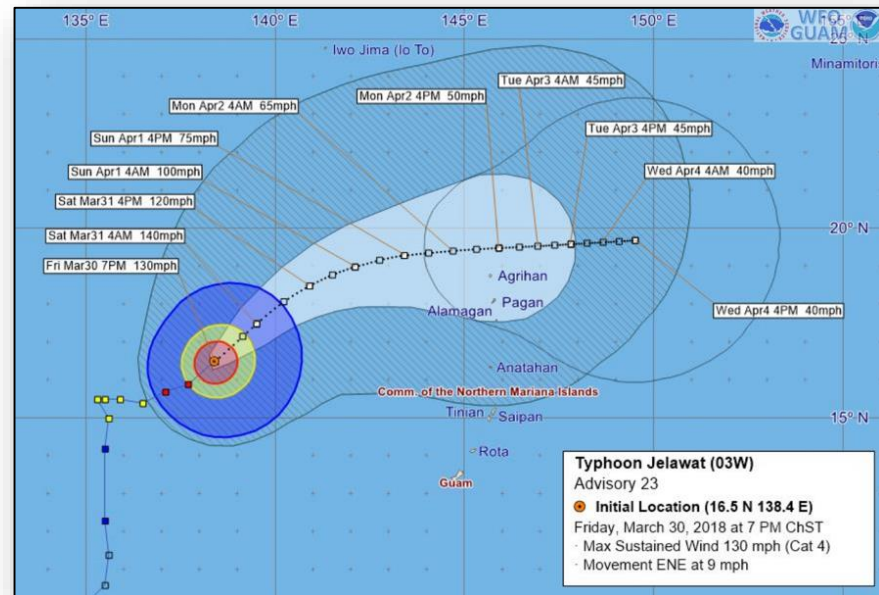 135° E
140° E
145° E
150° E
WFO
GUAM
25° N
Iwo Jima (Io To)
Minamitoris
Tue Apr3 4AM 45mph
Mon Apr2 4PM 50mph
Mon Apr2 4AM 65mph
Tue Apr3 4PM 45mph
Sun Apr1 4PM 75mph
Sun Apr1 4AM 100mph
Wed Apr4 4AM 40mph
Sat Mar31 4PM 120mph
Sat Mar31 4AM 140mph
20° N
Fri Mar30 7PM 130mph
Agrihan
Pagan
Alamagan
Wed Apr4 4PM 40mph
Anatahan
Comm. of the Northern Mariana Islands
Tinian
Saipan
15° N
Rota
Guam
Typhoon Jelawat (03W)
Advisory 23
Initial Location (16.5 N 138.4 E)
Friday, March 30, 2018 at 7 PM ChST
· Max Sustained Wind 130 mph (Cat 4)
· Movement ENE at 9 mph